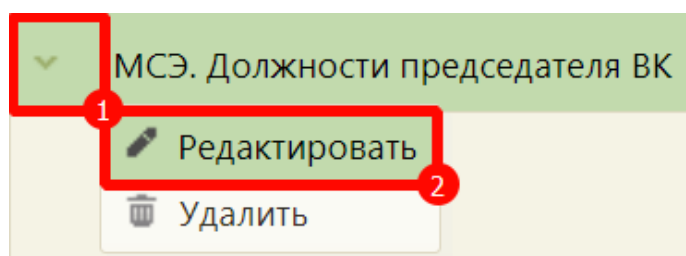 МСЭ. Должности председателя ВК
1
Редактировать
2
Удалить